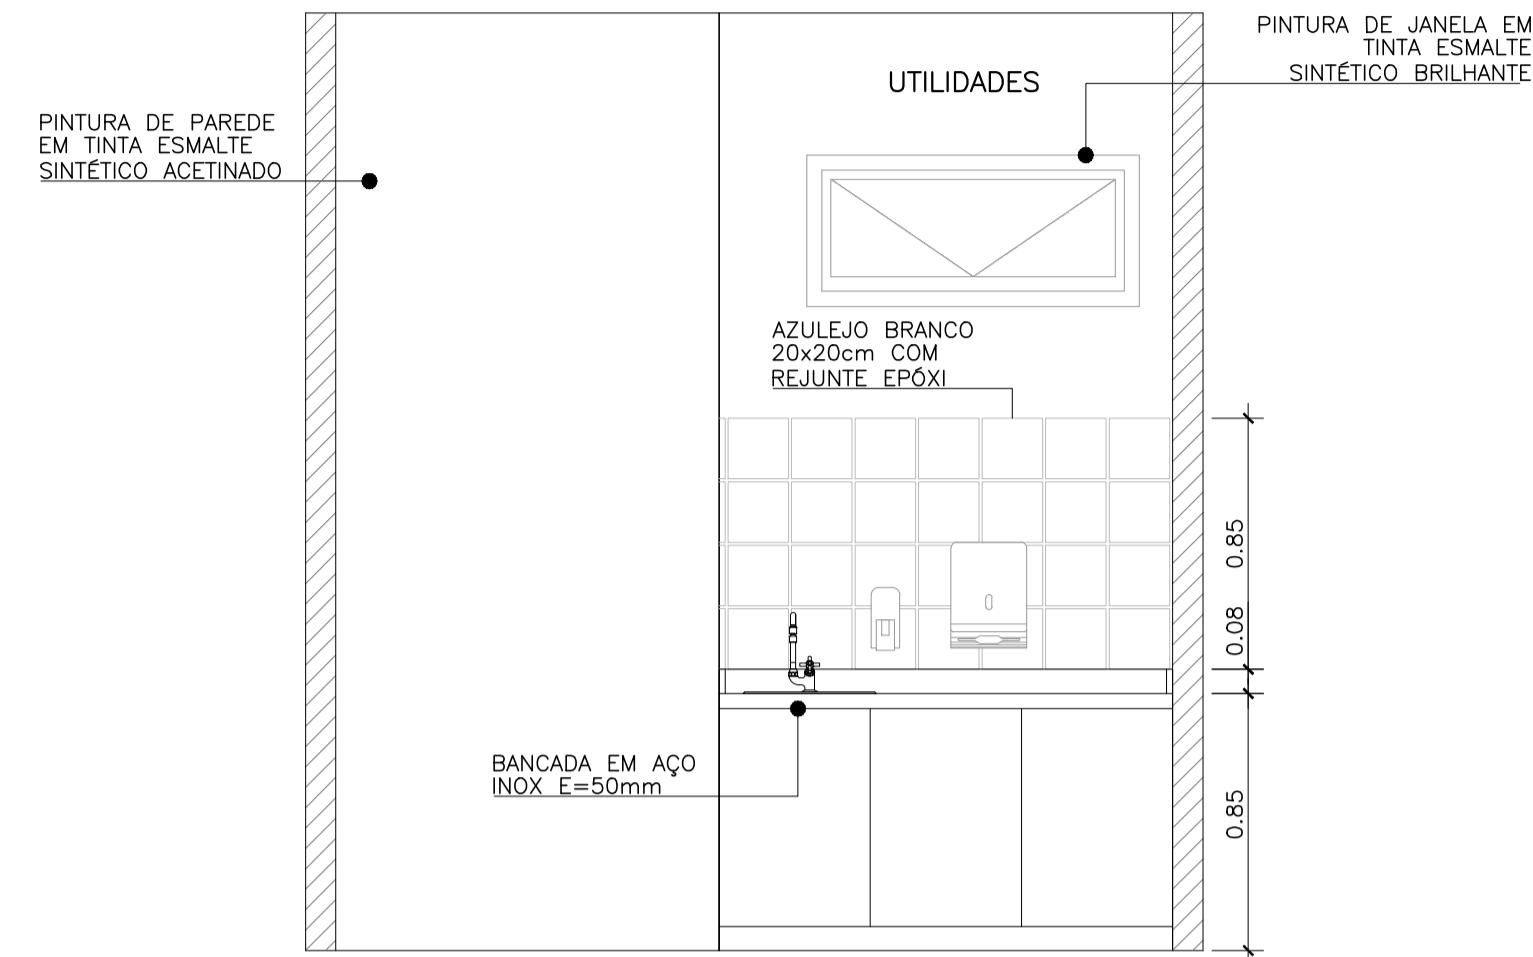 PINTURA DE JANELA EM
TINTA ESMALTE
SINTÉTICO BRILHANTE
UTILIDADES
PINTURA DE PAREDE
EM TINTA ESMALTE
SINTÉTICO ACETINADO
AZULEJO BRANCO
20x20cm COM
REJUNTE EPÓXI
0.85
0.08
BANCADA EM AÇO
INOX E=50mm
0.85